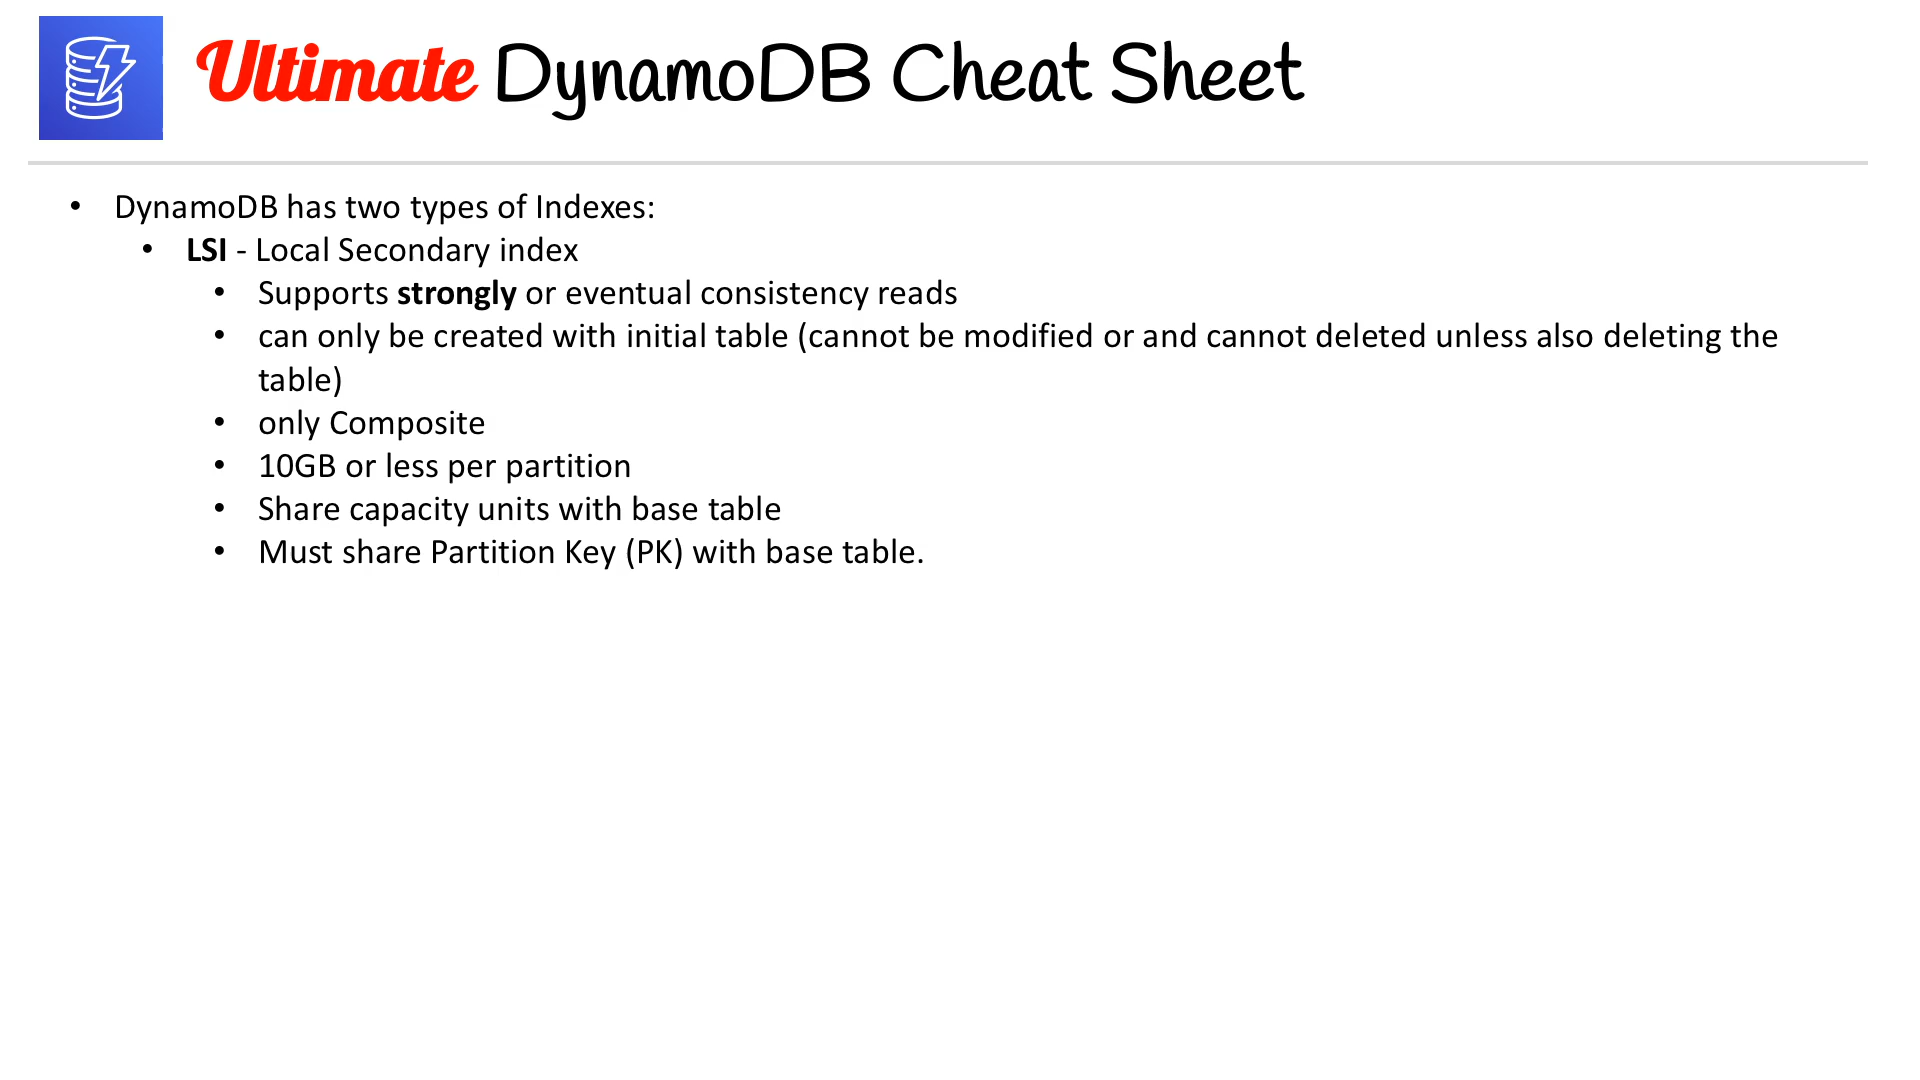 Ultimate DynamoDB Cheat Sheet
• DynamoDB has two types of Indexes:
• LSI - Local Secondary index
• Supports strongly or eventual consistency reads
• can only be created with initial table (cannot be modified or and cannot deleted unless also deleting the
table)
• only Composite
• 10GB or less per partition
• Share capacity units with base table
• Must share Partition Key (PK) with base table.